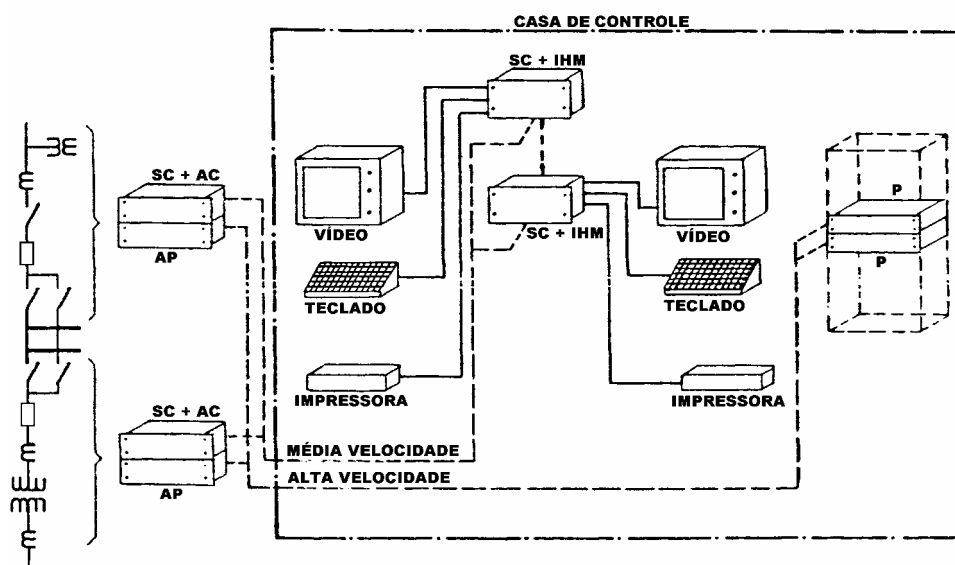 CASA DE CONTROLE
SC + IHM
SC + AC
AP
VÍDEO
SC + IHM
VÍDEO
P
P
TECLADO
TECLADO
IMPRESSORA
IMPRESSORA
SC + AC
AP
MÉDIA VELOCIDADE
ALTA VELOCIDADE